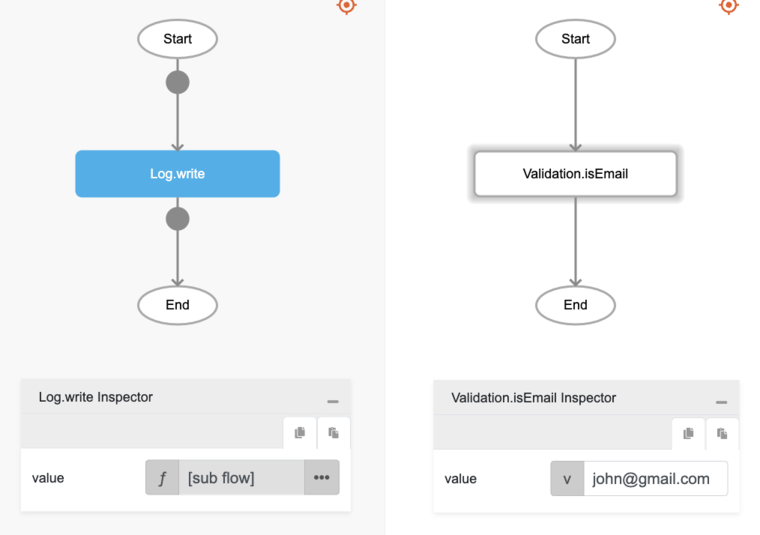 Start
Log.write
End
Log.write Inspector
value
ƒ [sub flow] •••
Start
Validation.isEmail
End
Validation.isEmail Inspector
value
v john@gmail.com